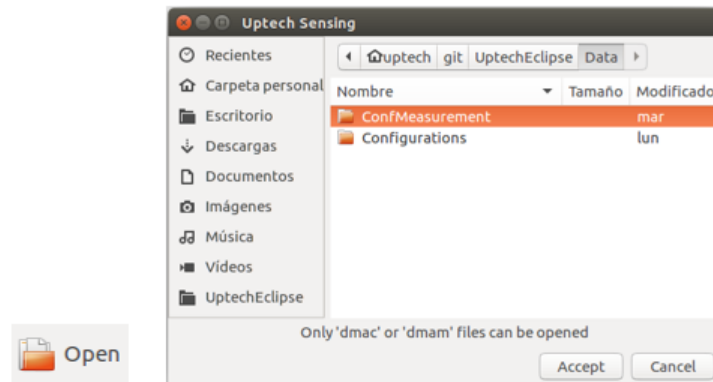 Uptech Sensing
Recientes
Carpeta personal
Escritorio
Descargas
Documentos
Imágenes
Música
Vídeos
UptechEclipse
uptech git UptechEclipse Data
Nombre Tamaño Modificado
ConfMeasurement mar
Configurations lun
Only 'dmac' or 'dmam' files can be opened
Accept Cancel
Open